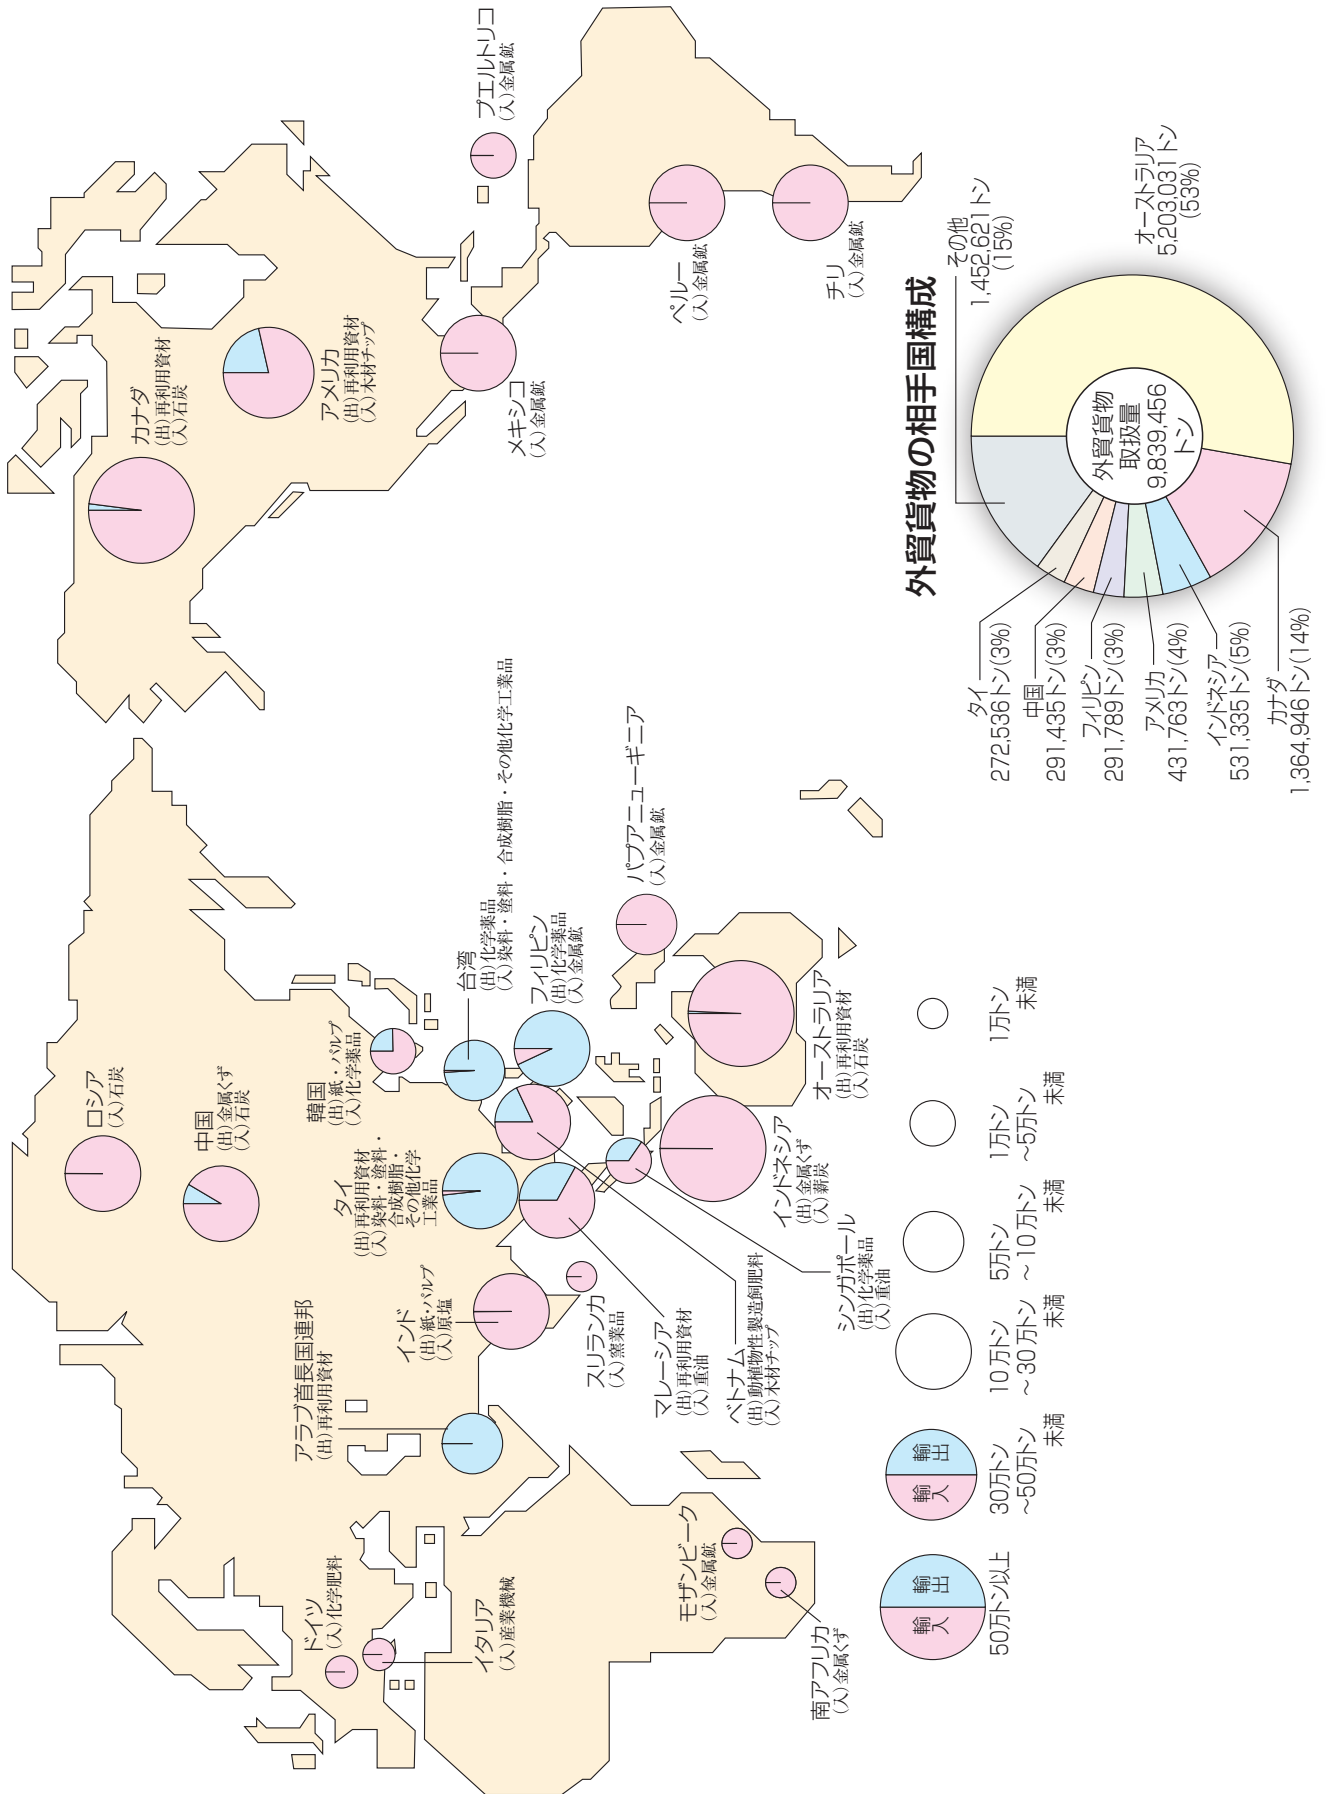 カナダ
(出)再利用資材
(入)石炭
アメリカ
(出)再利用資材
(入)木材チップ
メキシコ
(入)金属鉱
プエルトリコ
(入)金属鉱
ペルー
(入)金属鉱
チリ
(入)金属鉱
ロシア
(入)石炭
中国
(出)金属くず
(入)石炭
韓国
(出)紙・パルプ
(入)化学薬品
台湾
(出)化学薬品
(入)染料・塗料・合成樹脂・その他化学工業品
フィリピン
(出)化学薬品
(入)金属鉱
パプアニューギニア
(入)金属鉱
タイ
(出)再利用資材
(入)染料・塗料・
合成樹脂・
その他化学
工業品
オーストラリア
(出)再利用資材
(入)石炭
インドネシア
(出)金属くず
(入)薪炭
シンガポール
(出)化学薬品
(入)重油
ベトナム
(出)動植物性製造飼肥料
(入)木材チップ
マレーシア
(出)再利用資材
(入)重油
スリランカ
(入)窯業品
インド
(出)紙・パルプ
(入)原塩
アラブ首長国連邦
(出)再利用資材
ドイツ
(入)化学肥料
イタリア
(入)産業機械
モザンビーク
(入)金属鉱
南アフリカ
(入)金属くず
輸入
輸出
50万トン以上
輸入
輸出
30万トン
~50万トン
未満
10万トン
~30万トン
未満
5万トン
~10万トン
未満
1万トン
~5万トン
未満
1万トン
未満
外貿貨物の相手国構成
外貿貨物
取扱量
9,839,456
トン
オーストラリア
5,203,031トン
(53%)
カナダ
1,364,946トン(14%)
インドネシア
531,335トン(5%)
アメリカ
431,763トン(4%)
フィリピン
291,789トン(3%)
中国
291,435トン(3%)
タイ
272,536トン(3%)
その他
1,452,621トン
(15%)